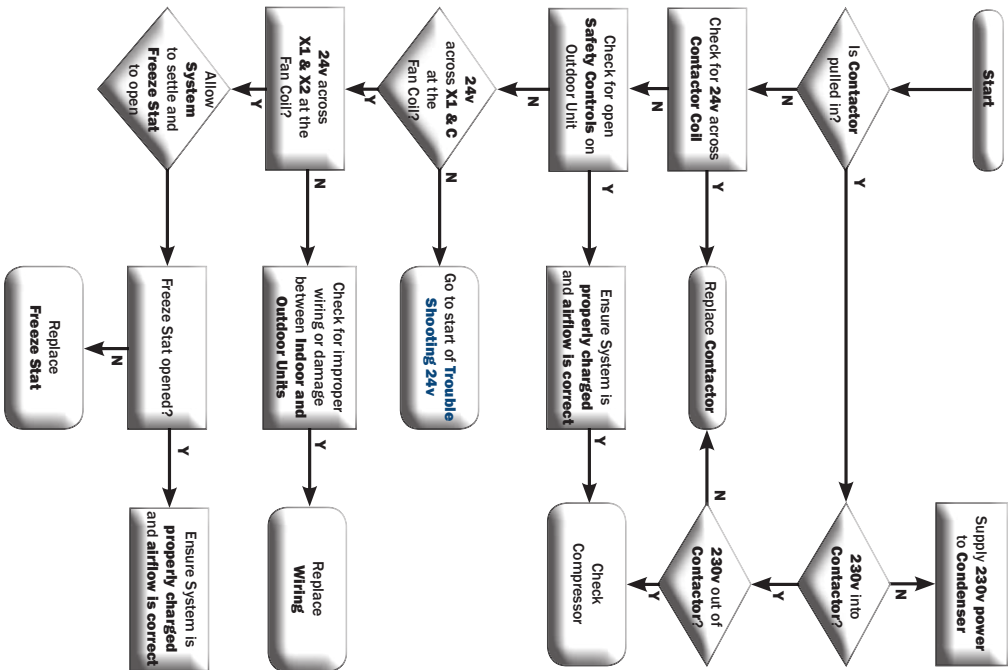 Start
Is Contactor
pulled in?
N
Y
Check for 24v across
Contactor Coil
N
Y
Check for open
Safety Controls on
Outdoor Unit
N
Y
24v
across X1 & C
at the
Fan Coil?
Y
N
24v across
X1 & X2 at the
Fan Coil?
Y
N
Allow
System
to settle and
Freeze Stat
to open
Replace Contactor
Ensure System is
properly charged
and airflow is correct
Y
Go to start of Trouble
Shooting 24v
Check for improper
wiring or damage
between Indoor and
Outdoor Units
Y
Freeze Stat opened?
N
Y
Replace
Freeze Stat
Supply 230v power
to Condenser
230v into
Contactor?
N
Y
230v out of
Contactor?
N
Y
Check
Compressor
Replace
Wiring
Ensure System is
properly charged
and airflow is correct